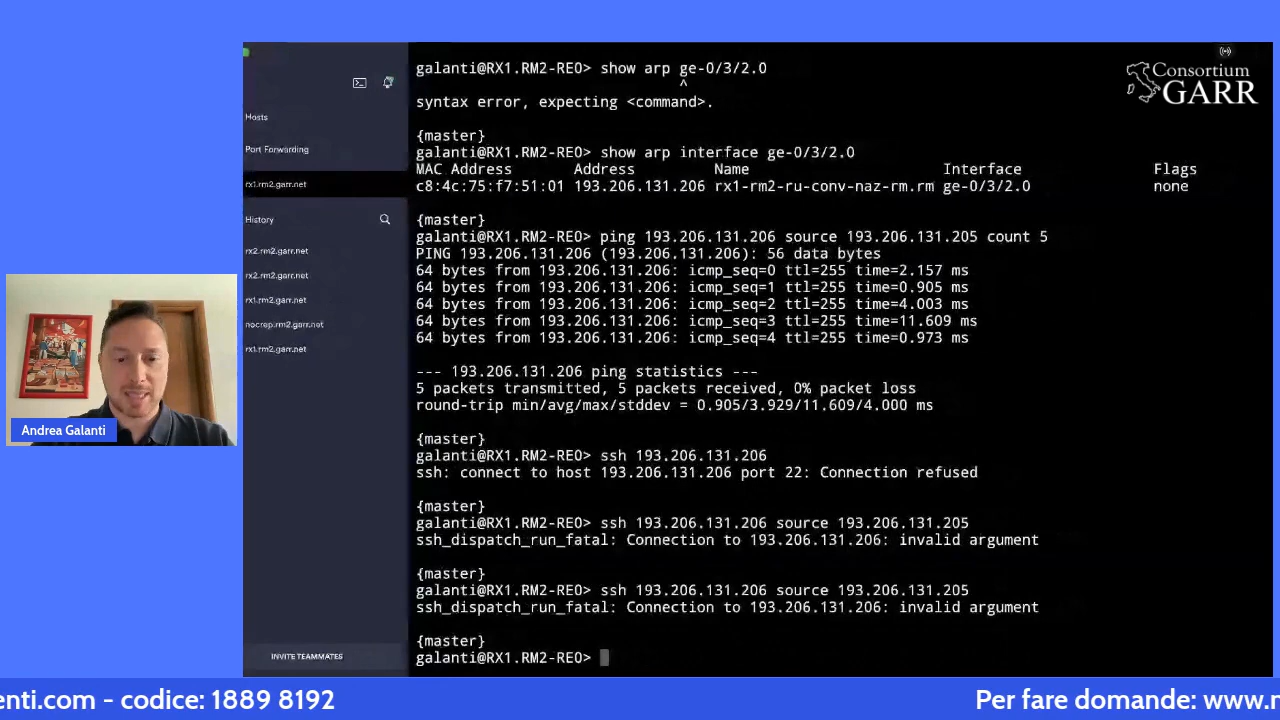 Hosts
Port Forwarding
rx1.rm2.garr.net
History
rx2.rm2.garr.net
rx2.rm2.garr.net
rx1.rm2.garr.net
nocrep.rm2.garr.net
rx1.rm2.garr.net
INVITE TEAMMATES
Andrea Galanti
Consortium
GARR
galanti@RX1.RM2-RE0> show arp ge-0/3/2.0
^
syntax error, expecting <command>.
{master}
galanti@RX1.RM2-RE0> show arp interface ge-0/3/2.0
MAC Address Address Name Interface Flags
c8:4c:75:f7:51:01 193.206.131.206 rx1-rm2-ru-conv-naz-rm.rm ge-0/3/2.0 none
{master}
galanti@RX1.RM2-RE0> ping 193.206.131.206 source 193.206.131.205 count 5
PING 193.206.131.206 (193.206.131.206): 56 data bytes
64 bytes from 193.206.131.206: icmp_seq=0 ttl=255 time=2.157 ms
64 bytes from 193.206.131.206: icmp_seq=1 ttl=255 time=0.905 ms
64 bytes from 193.206.131.206: icmp_seq=2 ttl=255 time=4.003 ms
64 bytes from 193.206.131.206: icmp_seq=3 ttl=255 time=11.609 ms
64 bytes from 193.206.131.206: icmp_seq=4 ttl=255 time=0.973 ms
--- 193.206.131.206 ping statistics ---
5 packets transmitted, 5 packets received, 0% packet loss
round-trip min/avg/max/stddev = 0.905/3.929/11.609/4.000 ms
{master}
galanti@RX1.RM2-RE0> ssh 193.206.131.206
ssh: connect to host 193.206.131.206 port 22: Connection refused
{master}
galanti@RX1.RM2-RE0> ssh 193.206.131.206 source 193.206.131.205
ssh_dispatch_run_fatal: Connection to 193.206.131.206: invalid argument
{master}
galanti@RX1.RM2-RE0> ssh 193.206.131.206 source 193.206.131.205
ssh_dispatch_run_fatal: Connection to 193.206.131.206: invalid argument
{master}
galanti@RX1.RM2-RE0>
enti.com - codice: 1889 8192 Per fare domande: www.